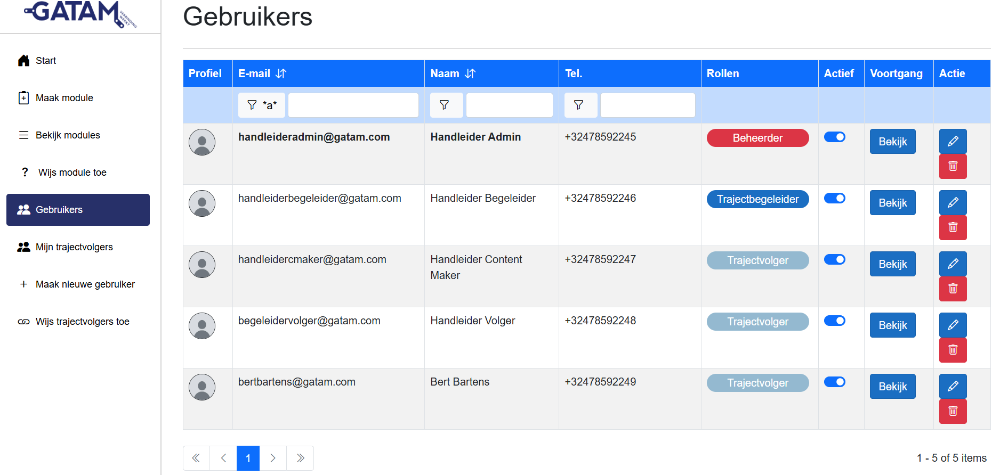 GATAM
VERBINDING
WERKT
Start
Maak module
Bekijk modules
Wijs module toe
Gebruikers
Mijn trajectvolgers
Maak nieuwe gebruiker
Wijs trajectvolgers toe
Gebruikers
Profiel E-mail Naam Tel. Rollen Actief Voortgang Actie
*a*
handleideradmin@gatam.com Handleider Admin +32478592245 Beheerder Bekijk
handleiderbegeleider@gatam.com Handleider Begeleider +32478592246 Trajectbegeleider Bekijk
handleidercmaker@gatam.com Handleider Content +32478592247 Trajectvolger Bekijk
Maker
begeleidervolger@gatam.com Handleider Volger +32478592248 Trajectvolger Bekijk
bertbartens@gatam.com Bert Bartens +32478592249 Trajectvolger Bekijk
1
1 - 5 of 5 items